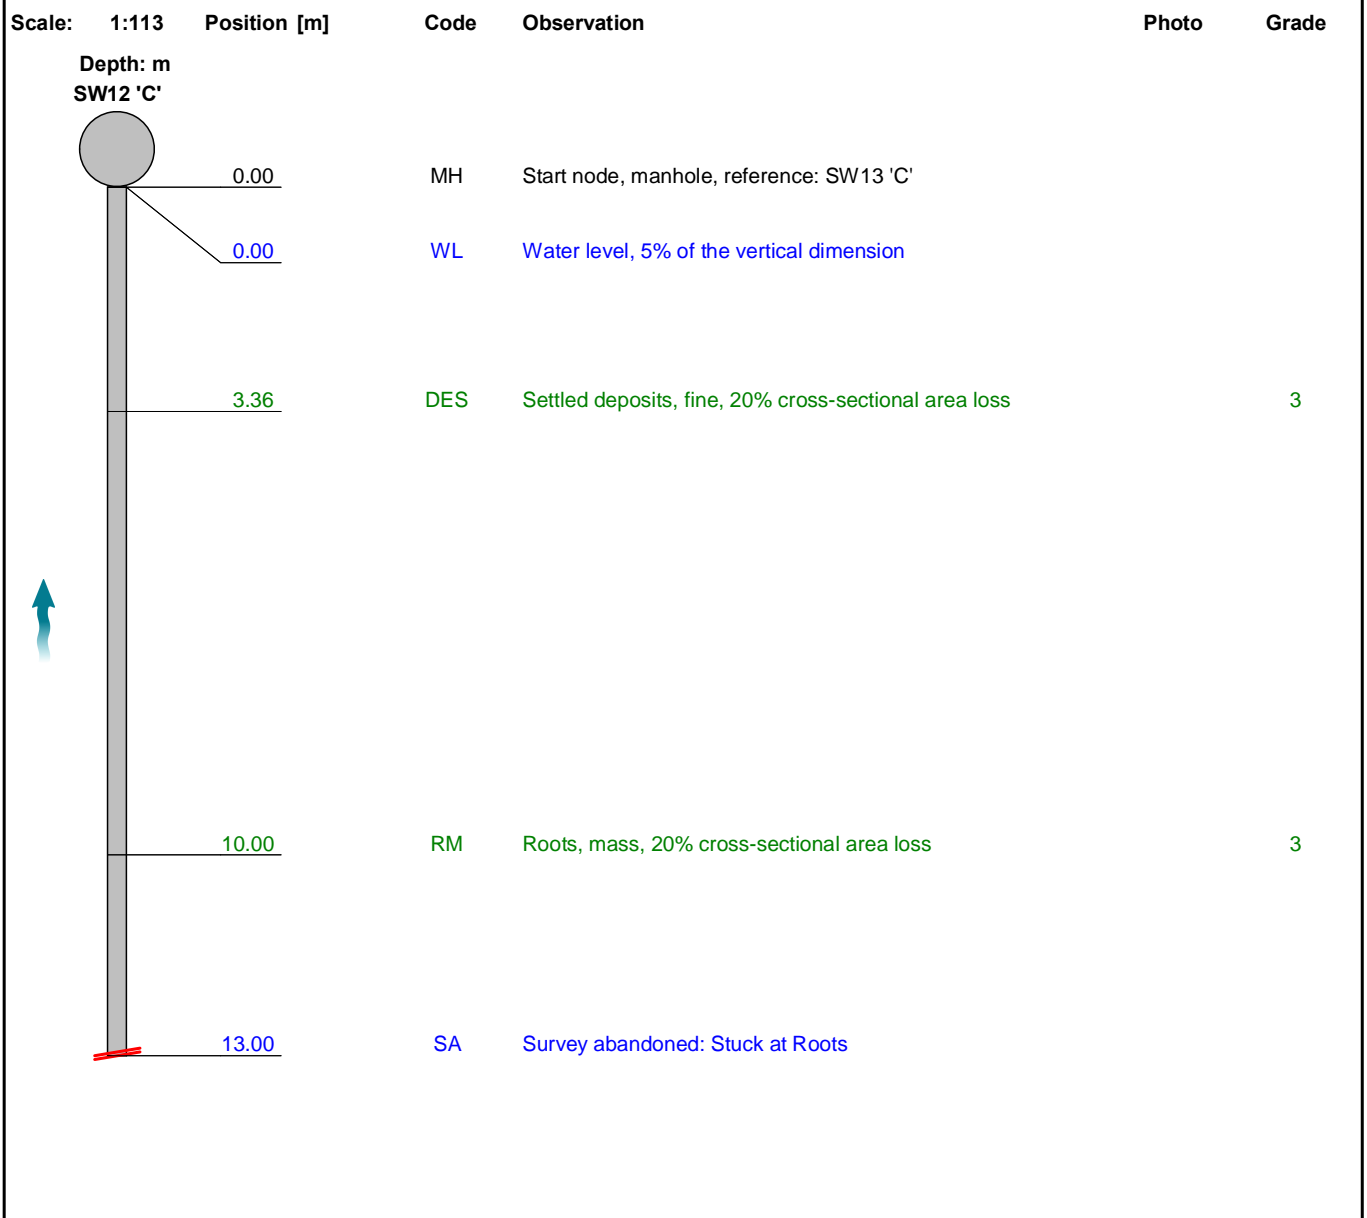 Scale: 1:113 Position [m] Code Observation Photo Grade
Depth: m
SW12 'C'
0.00 MH Start node, manhole, reference: SW13 'C'
0.00 WL Water level, 5% of the vertical dimension
3.36 DES Settled deposits, fine, 20% cross-sectional area loss 3
10.00 RM Roots, mass, 20% cross-sectional area loss 3
13.00 SA Survey abandoned: Stuck at Roots